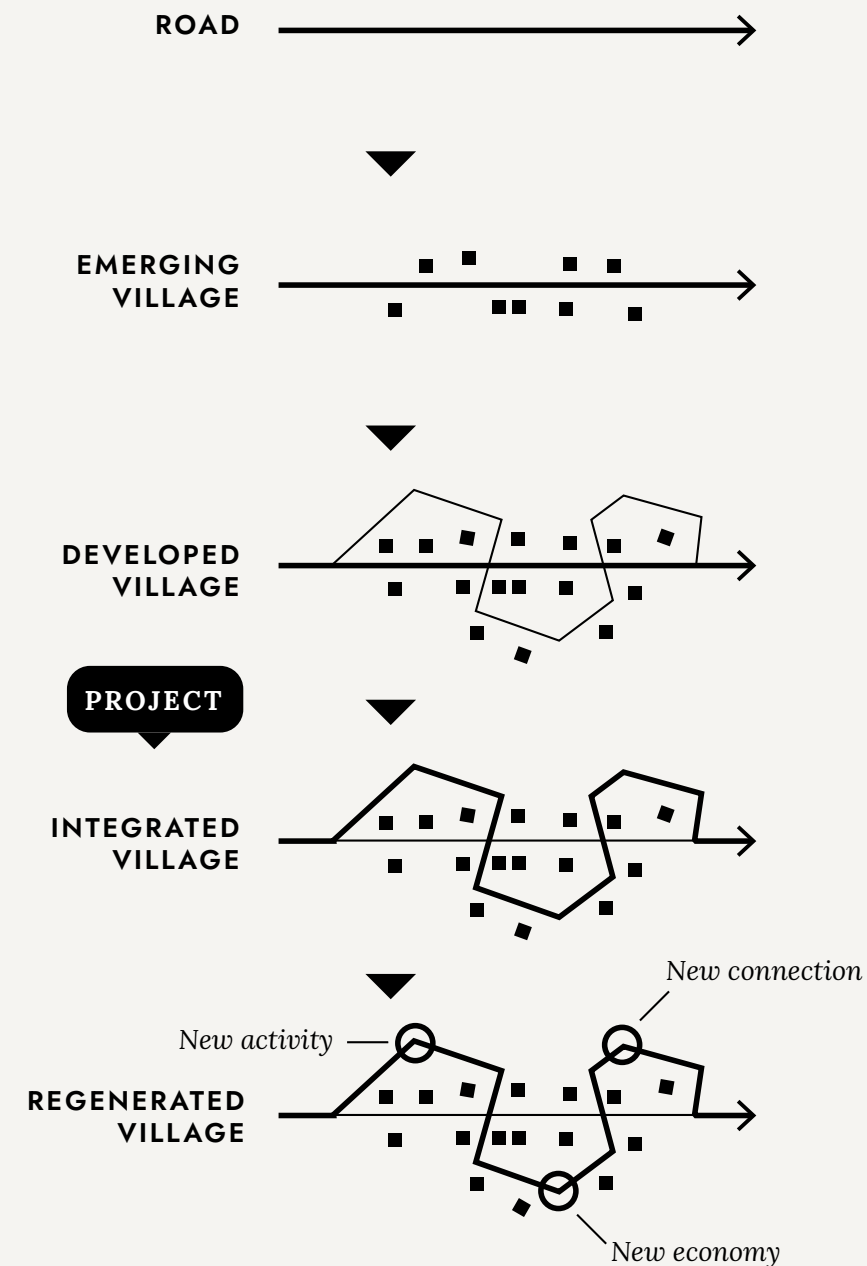 ROAD
EMERGING
VILLAGE
DEVELOPED
VILLAGE
PROJECT
INTEGRATED
VILLAGE
New connection
New activity
REGENERATED
VILLAGE
New economy